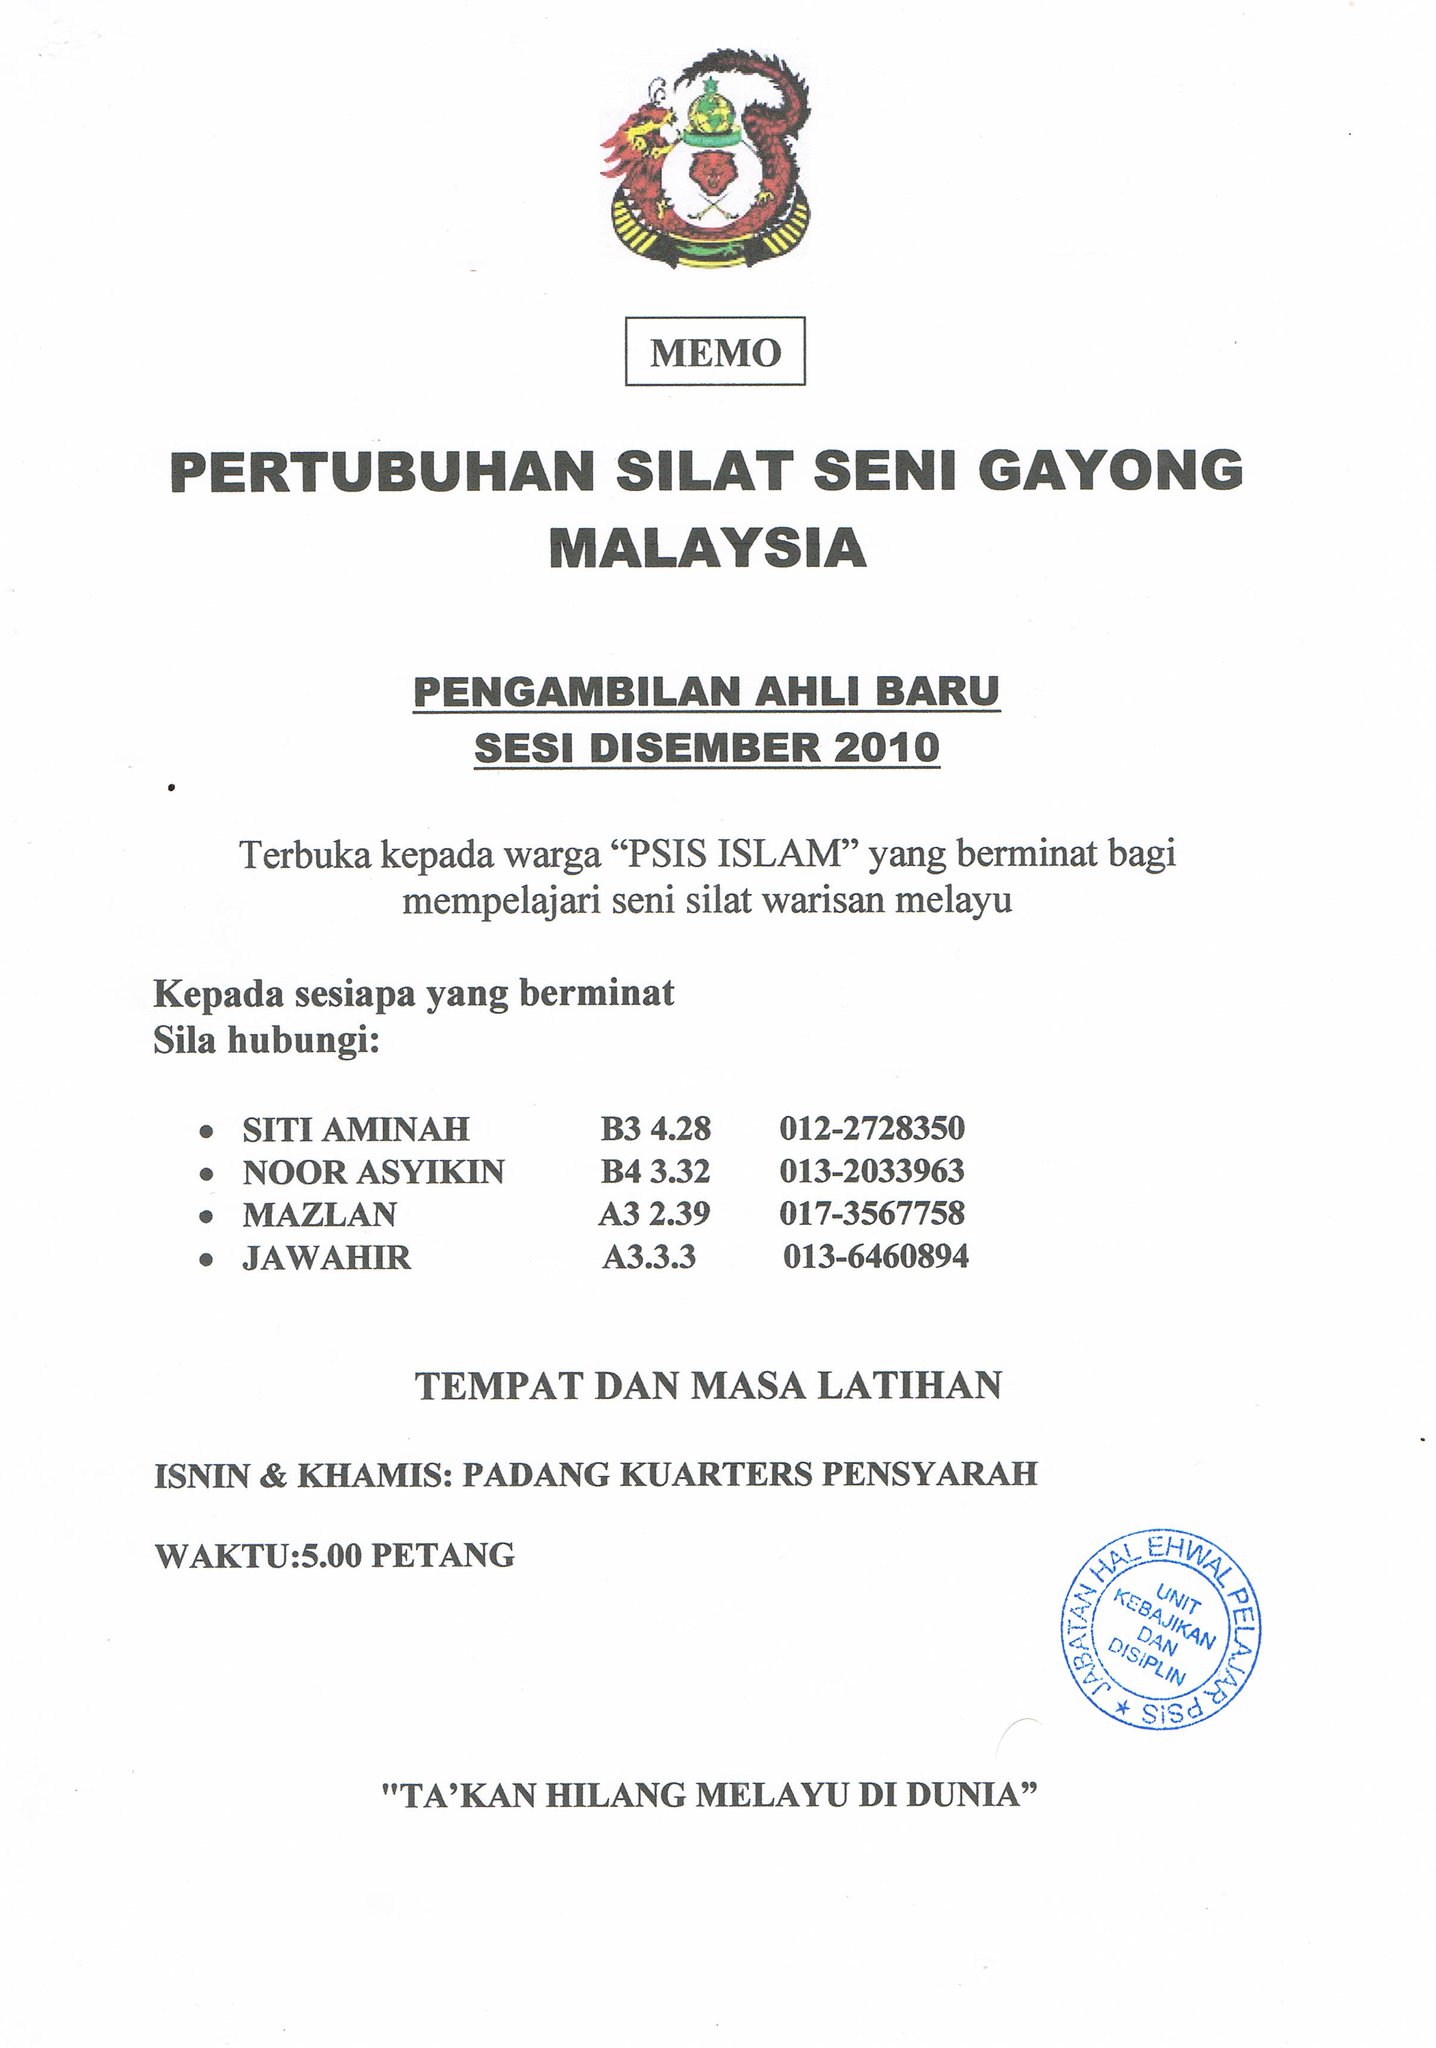 MEMO
PERTUBUHAN SILAT SENI GAYONG
MALAYSIA
PENGAMBILAN AHLI BARU
SESI DISEMBER 2010
Terbuka kepada warga “PSIS ISLAM” yang berminat bagi
mempelajari seni silat warisan melayu
Kepada sesiapa yang berminat
Sila hubungi:
• SITI AMINAH B3 4.28 012-2728350
• NOOR ASYIKIN B4 3.32 013-2033963
• MAZLAN A3 2.39 017-3567758
• JAWAHIR A3.3.3 013-6460894
TEMPAT DAN MASA LATIHAN
ISNIN & KHAMIS: PADANG KUARTERS PENSYARAH
WAKTU:5.00 PETANG
JABATAN HAL EHWAL PELAJAR PSIS ★
UNIT
KEBAJIKAN
DAN
DISIPLIN
"TA’KAN HILANG MELAYU DI DUNIA”